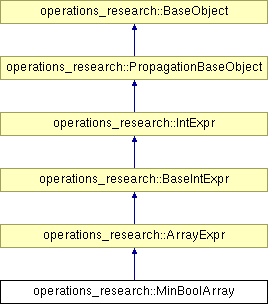 operations_research::BaseObject
operations_research::PropagationBaseObject
operations_research::IntExpr
operations_research::BaseIntExpr
operations_research::ArrayExpr
operations_research::MinBoolArray